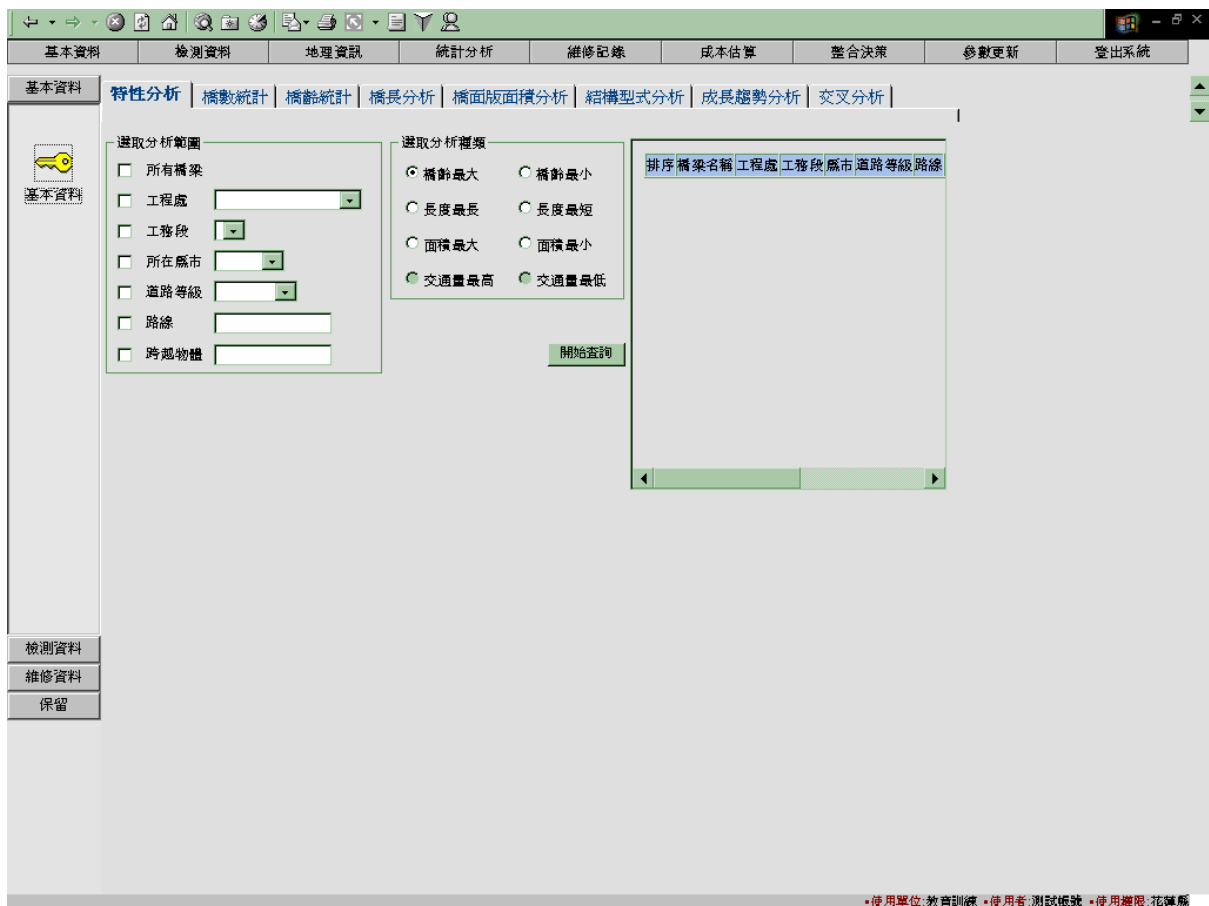 基本資料 檢測資料 地理資訊 統計分析 維修記錄 成本估算 整合決策 參數更新 登出系統
基本資料
特性分析 橋數統計 橋齡統計 橋長分析 橋面版面積分析 結構型式分析 成長趨勢分析 交叉分析
基本資料
選取分析範圍
所有橋梁
工程處
工務段
所在縣市
道路等級
路線
跨越物體
選取分析種類
橋齡最大 橋齡最小
長度最長 長度最短
面積最大 面積最小
交通量最高 交通量最低
開始查詢
排序 橋梁名稱 工程處 工務段 縣市 道路等級 路線
檢測資料
維修資料
保留
•使用單位:教育訓練 •使用者:測試帳號 •使用權限:花蓮縣